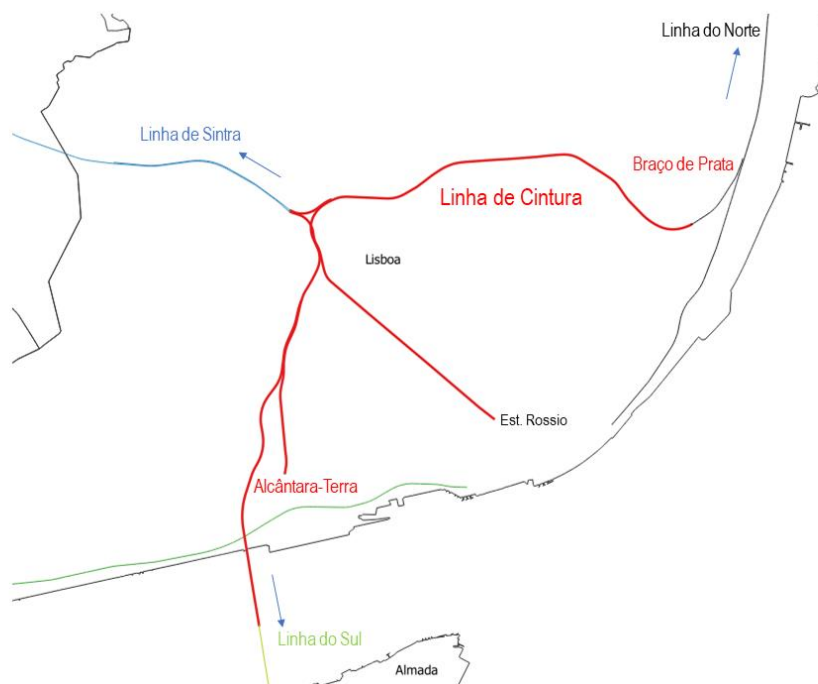 Linha do Norte
Linha de Sintra
Braço de Prata
Linha de Cintura
Lisboa
Est. Rossio
Alcântara-Terra
Linha do Sul
Almada